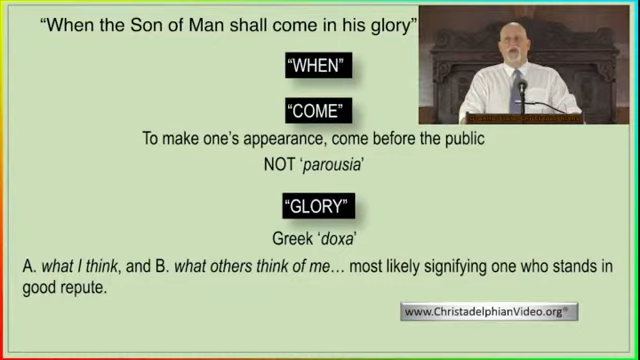 “When the Son of Man shall come in his glory”
“WHEN”
“COME”
To make one’s appearance, come before the public
NOT ‘parousia’
“GLORY”
Greek ‘doxa’
A. what I think, and B. what others think of me… most likely signifying one who stands in
good repute.
www.ChristadelphianVideo.org®